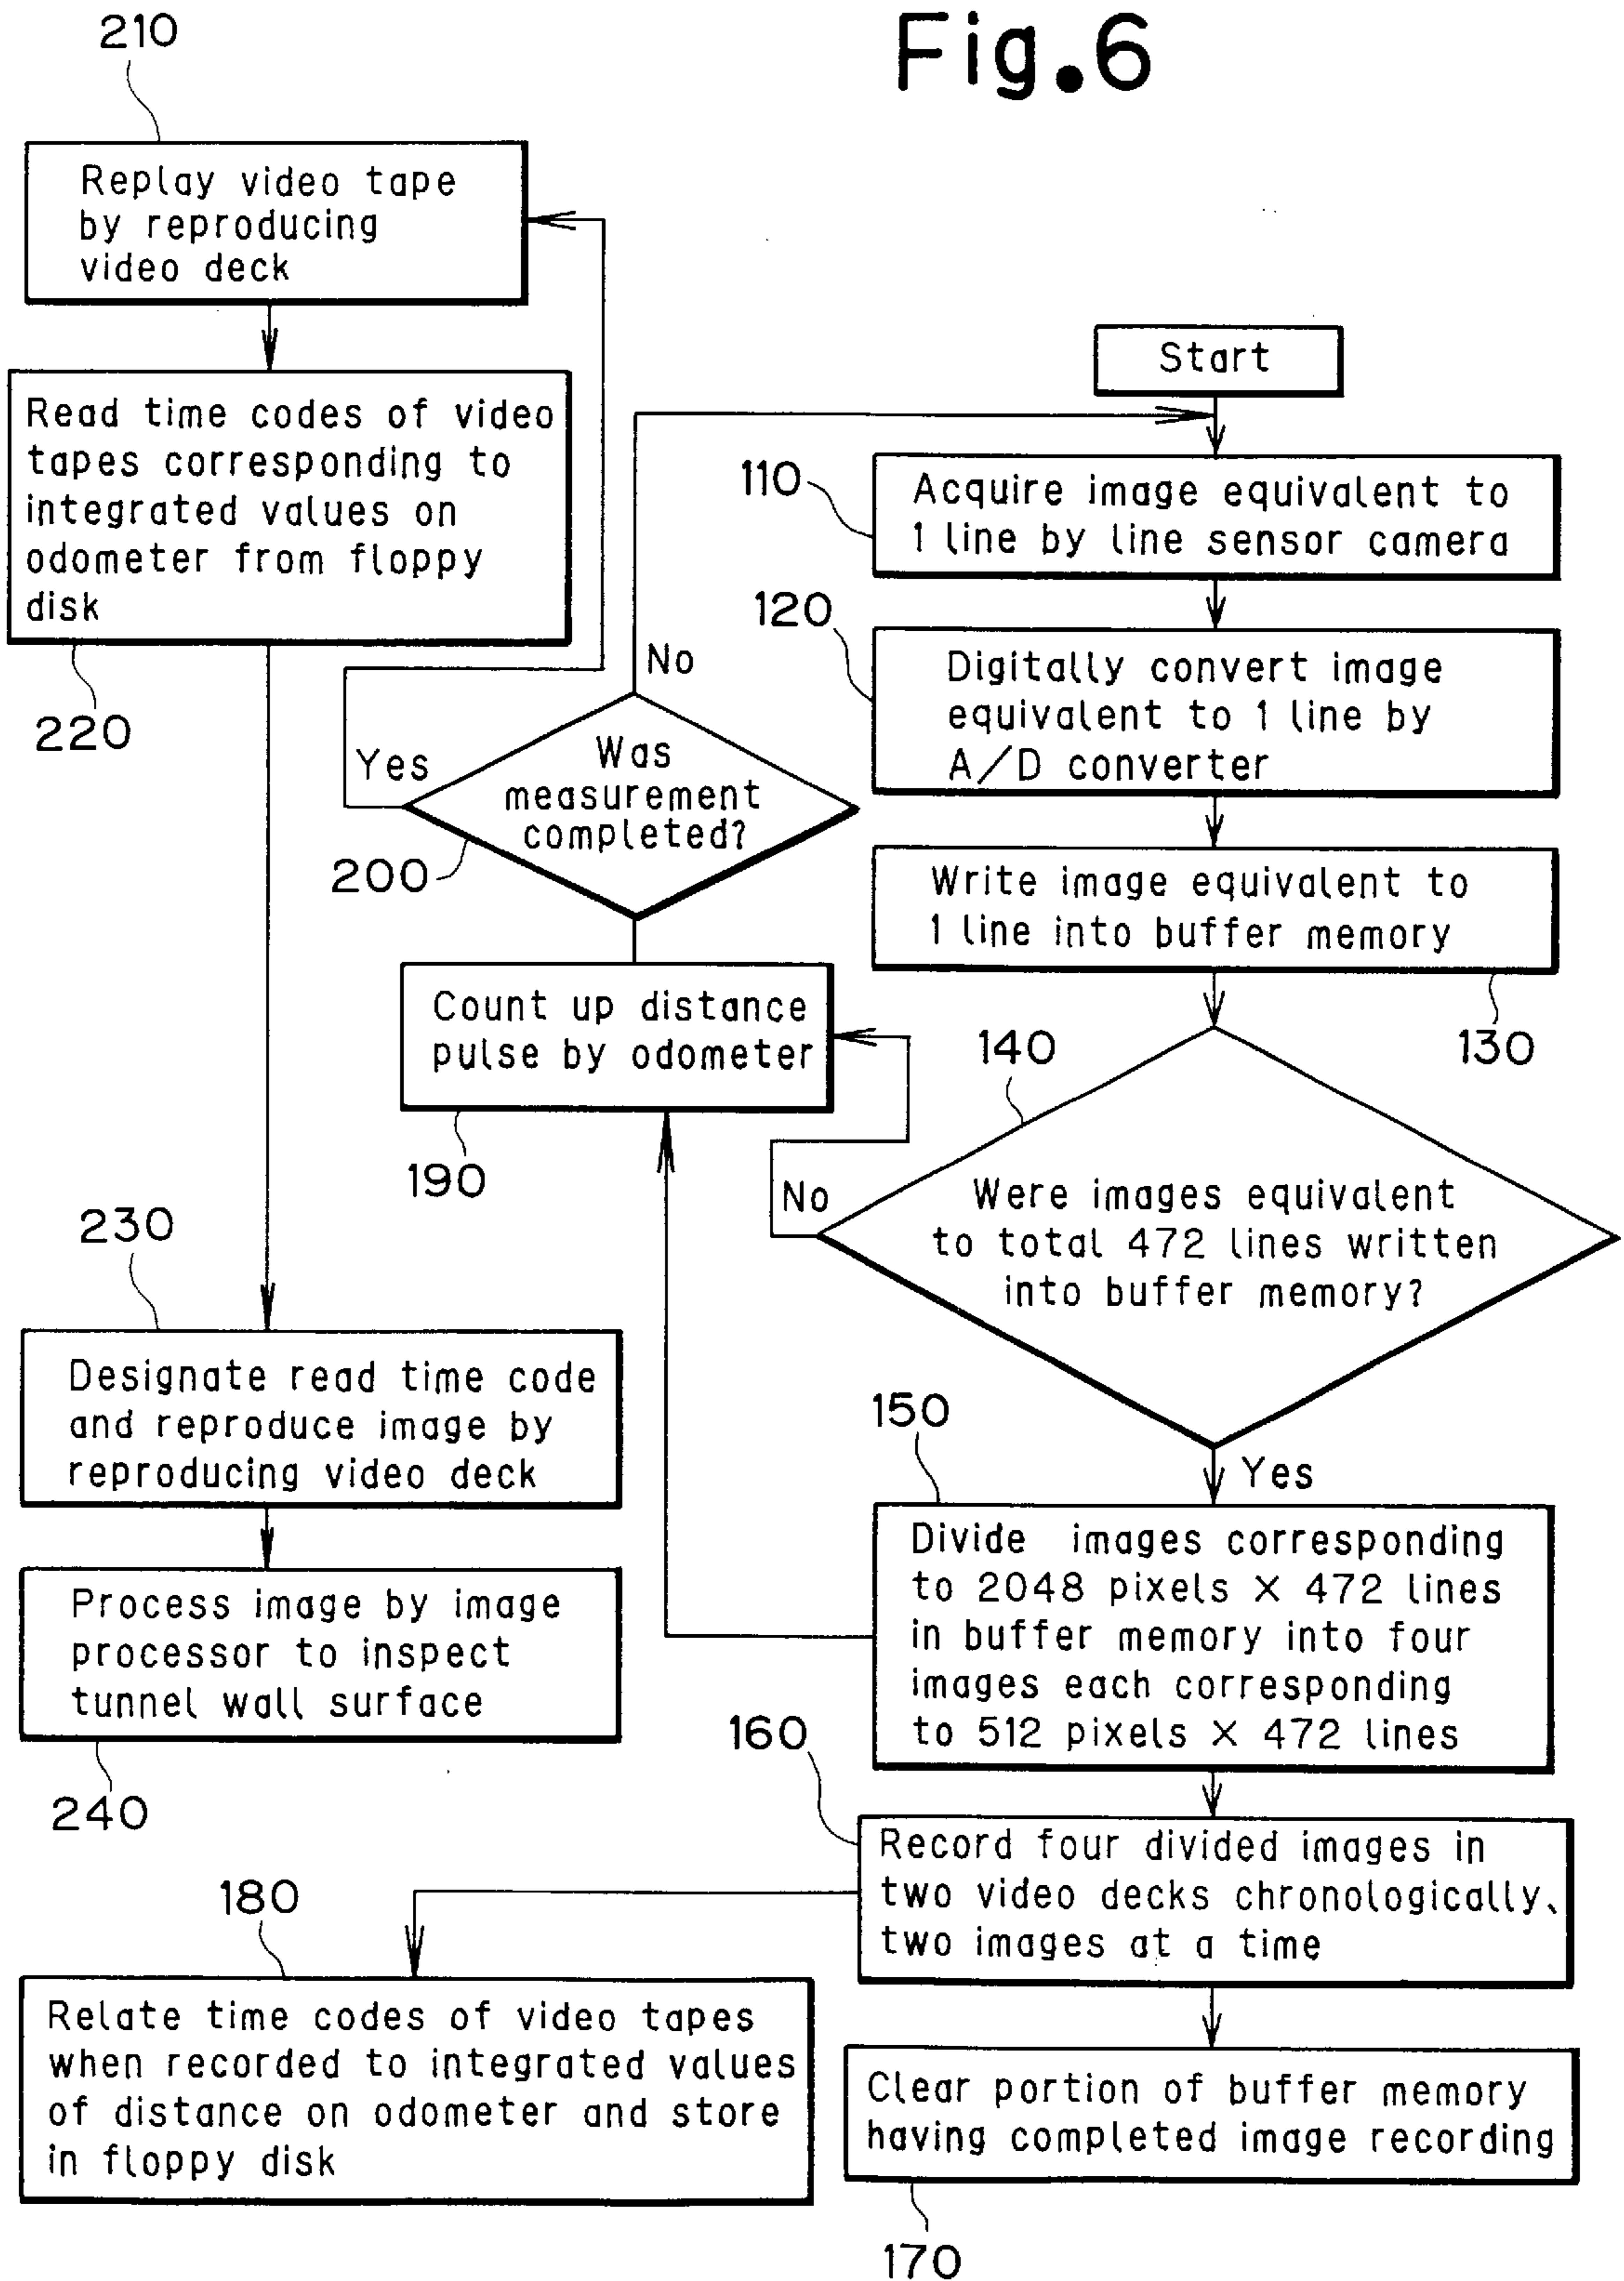 Fig.6
210
Replay video tape
by reproducing
video deck
Read time codes of video
tapes corresponding to
integrated values on
odometer from floppy
disk
220
Start
110
Acquire image equivalent to
1 line by line sensor camera
120
Digitally convert image
equivalent to 1 line by
A/D converter
Write image equivalent to
1 line into buffer memory
130
No
Yes
Was
measurement
completed?
200
Count up distance
pulse by odometer
190
140
No
Were images equivalent
to total 472 lines written
into buffer memory?
Yes
150
Divide images corresponding
to 2048 pixels × 472 lines
in buffer memory into four
images each corresponding
to 512 pixels × 472 lines
230
Designate read time code
and reproduce image by
reproducing video deck
Process image by image
processor to inspect
tunnel wall surface
240
160
Record four divided images in
two video decks chronologically、
two images at a time
180
Relate time codes of video tapes
when recorded to integrated values
of distance on odometer and store
in floppy disk
Clear portion of buffer memory
having completed image recording
170